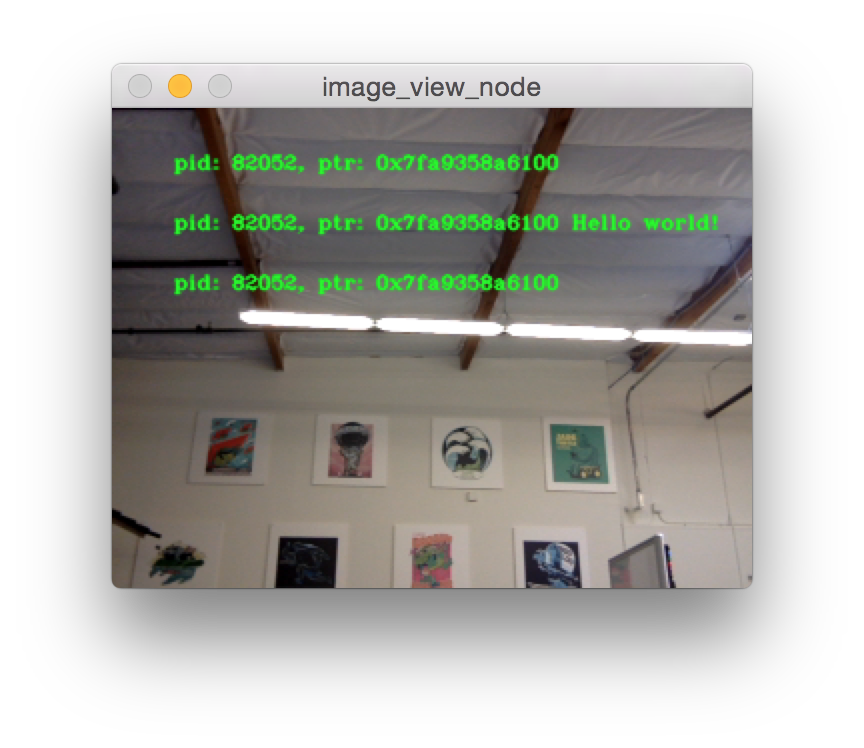 image_view_node
pid: 82052, ptr: 0x7fa9358a6100
pid: 82052, ptr: 0x7fa9358a6100 Hello world!
pid: 82052, ptr: 0x7fa9358a6100